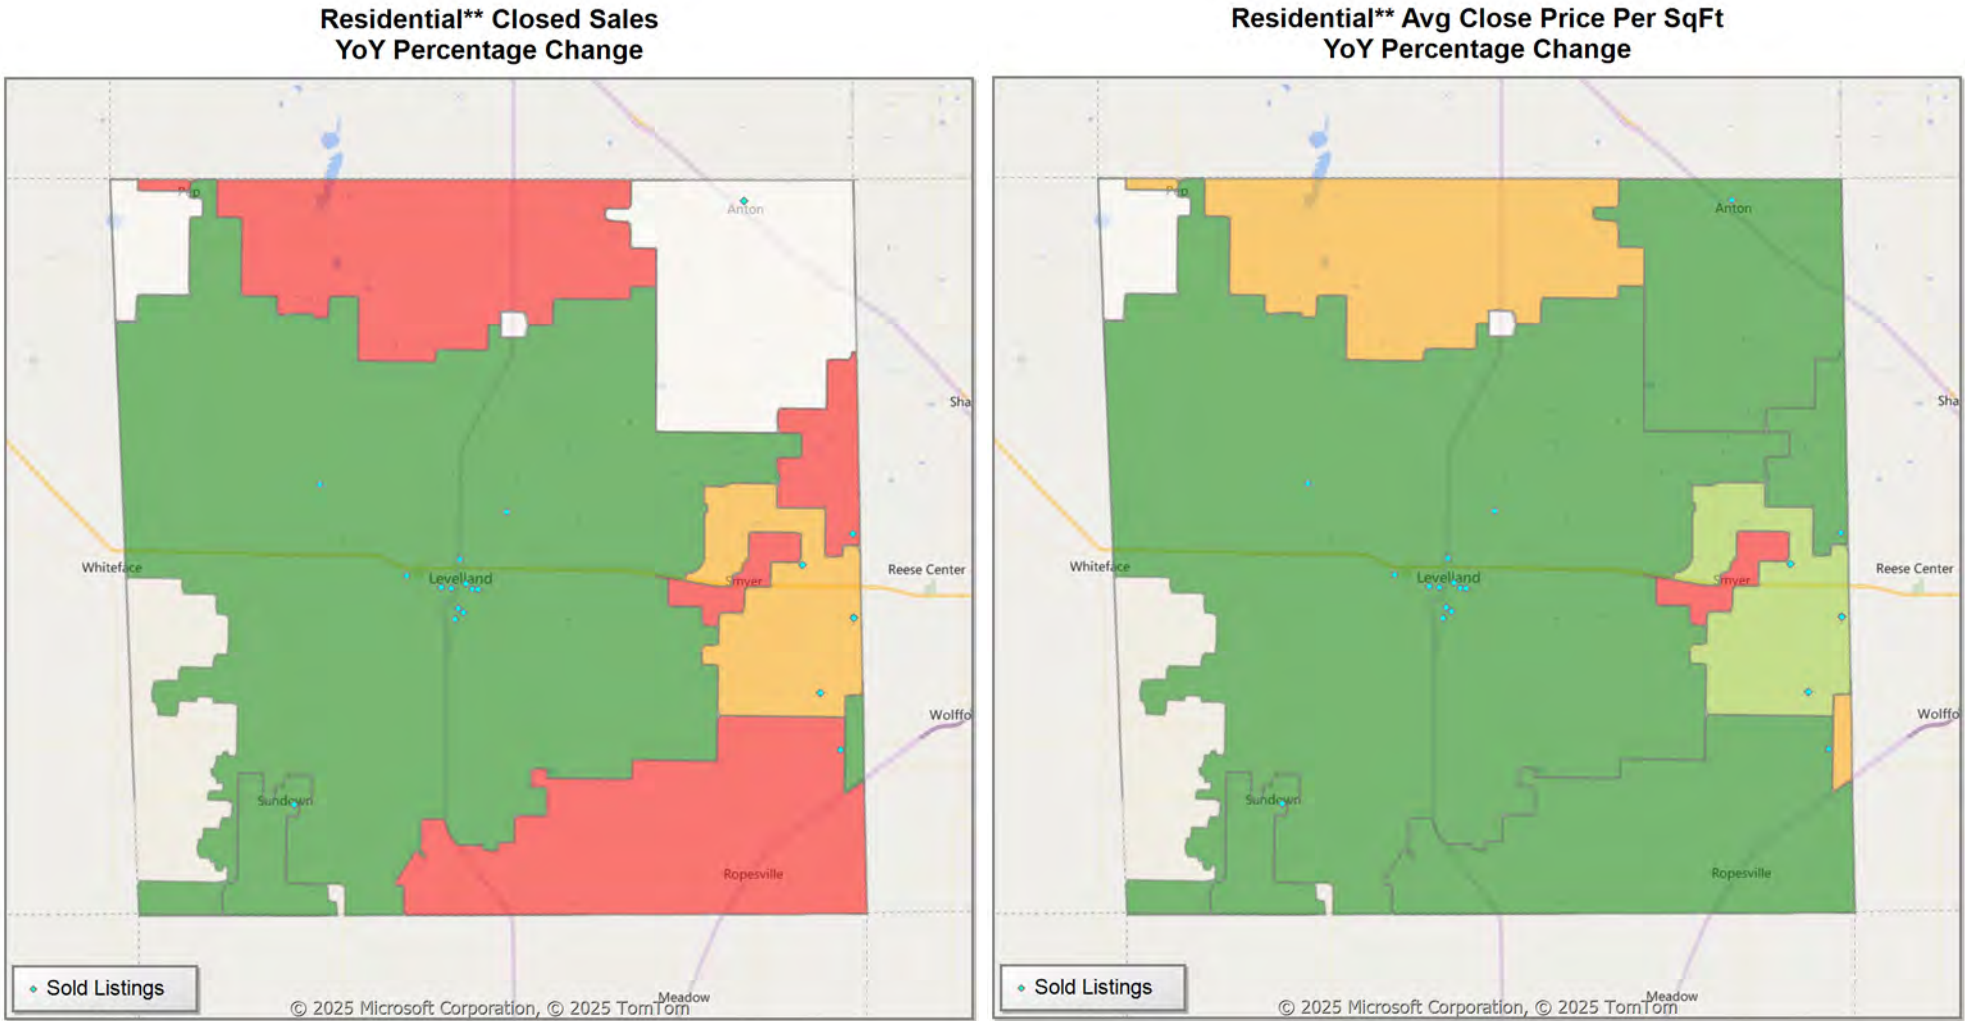 Residential** Closed Sales
YoY Percentage Change
Pep
Anton
Sha
Whiteface
Levelland
Smyer
Reese Center
Wolffo
Sundown
Ropesville
Sold Listings
Meadow
© 2025 Microsoft Corporation, © 2025 TomTom
Residential** Avg Close Price Per SqFt
YoY Percentage Change
Pep
Anton
Sha
Whiteface
Levelland
Smyer
Reese Center
Wolffo
Sundown
Ropesville
Sold Listings
Meadow
© 2025 Microsoft Corporation, © 2025 TomTom